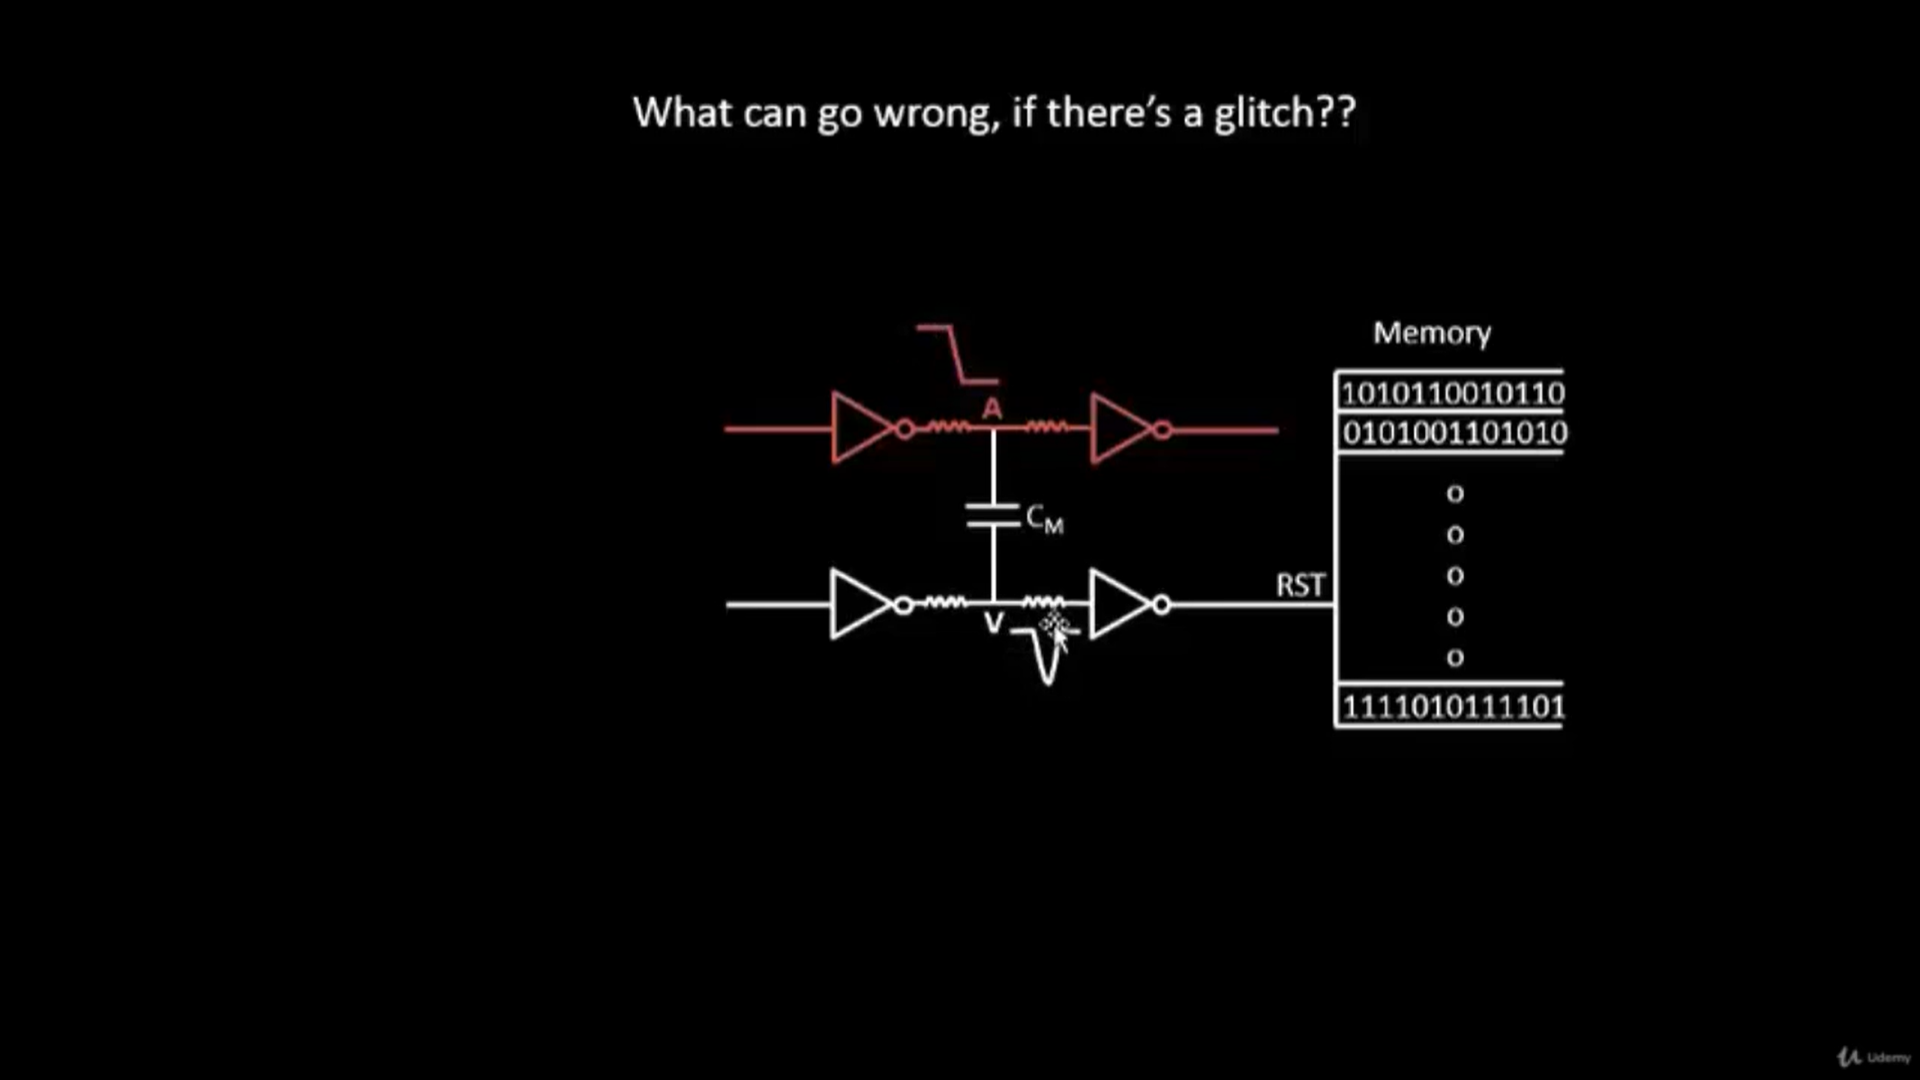 What can go wrong, if there's a glitch??
Memory
1010110010110
A
0101001101010
o
C_M
o
o
RST
o
V
o
1111010111101
Udemy